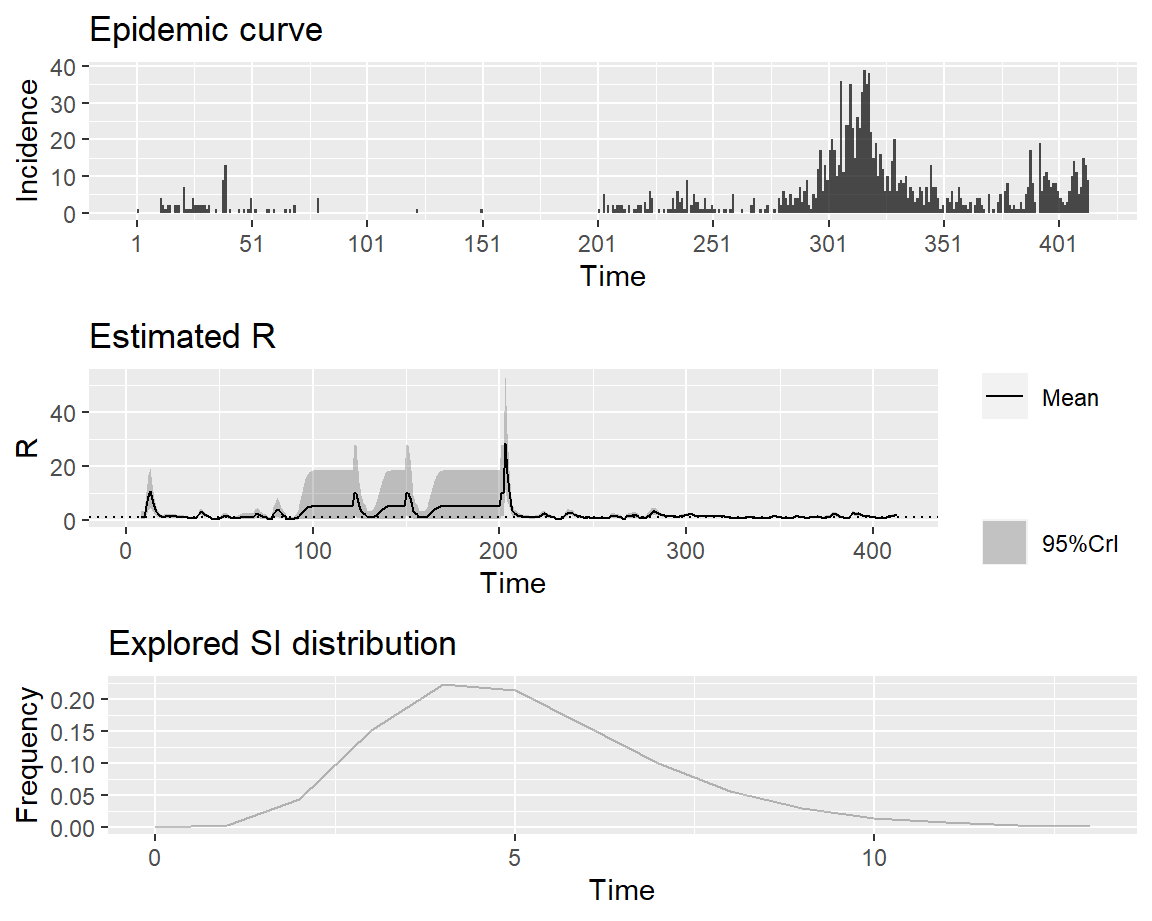 Epidemic curve
40
30
20
10
0
Incidence
1 51 101 151 201 251 301 351 401
Time
Estimated R
40
20
0
R
0 100 200 300 400
Time
Mean
95%CrI
Explored SI distribution
0.20
0.15
0.10
0.05
0.00
Frequency
0 5 10
Time